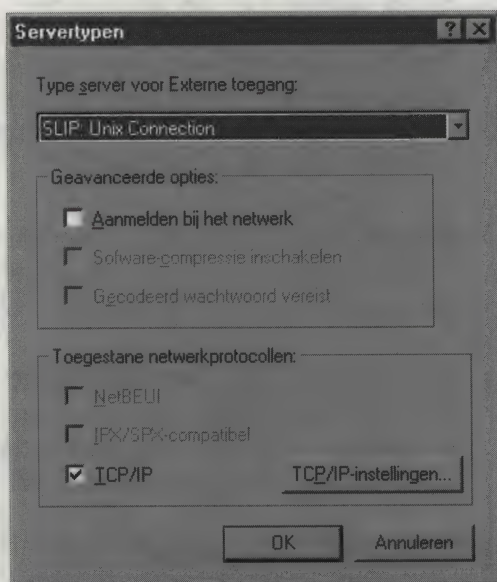 Servertypen
Type server voor Externe toegang:
SLIP: Unix Connection
Geavanceerde opties:
Aanmelden bij het netwerk
Sofware-compressie inschakelen
Gecodeerd wachtwoord vereist
Toegestane netwerkprotocollen:
NetBEUI
IPX/SPX-compatibel
TCP/IP
TCP/IP-instellingen...
OK Annuleren